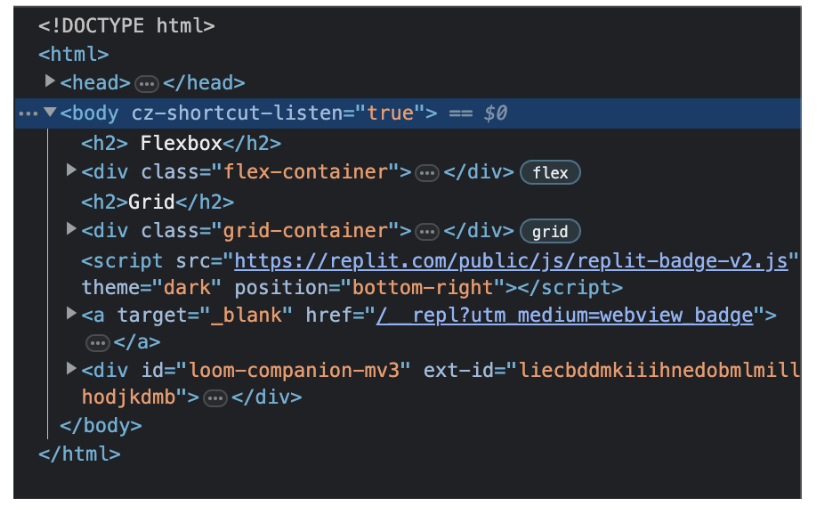 <!DOCTYPE html>
<html>
<head>…</head>
<body cz-shortcut-listen="true"> == $0
<h2> Flexbox</h2>
<div class="flex-container">…</div> flex
<h2>Grid</h2>
<div class="grid-container">…</div> grid
<script src="https://replit.com/public/js/replit-badge-v2.js"
theme="dark" position="bottom-right"></script>
<a target="_blank" href="/__repl?utm_medium=webview_badge">
…</a>
<div id="loom-companion-mv3" ext-id="liecbddmkiiihnedobmlmill
hodjkdmb">…</div>
</body>
</html>